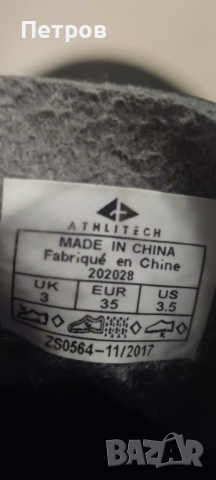 Петров
ATHLITECH
MADE IN CHINA
Fabriqué en Chine
202028
UK EUR US
3 35 3.5
ZS0564-11/2017
BAZAR